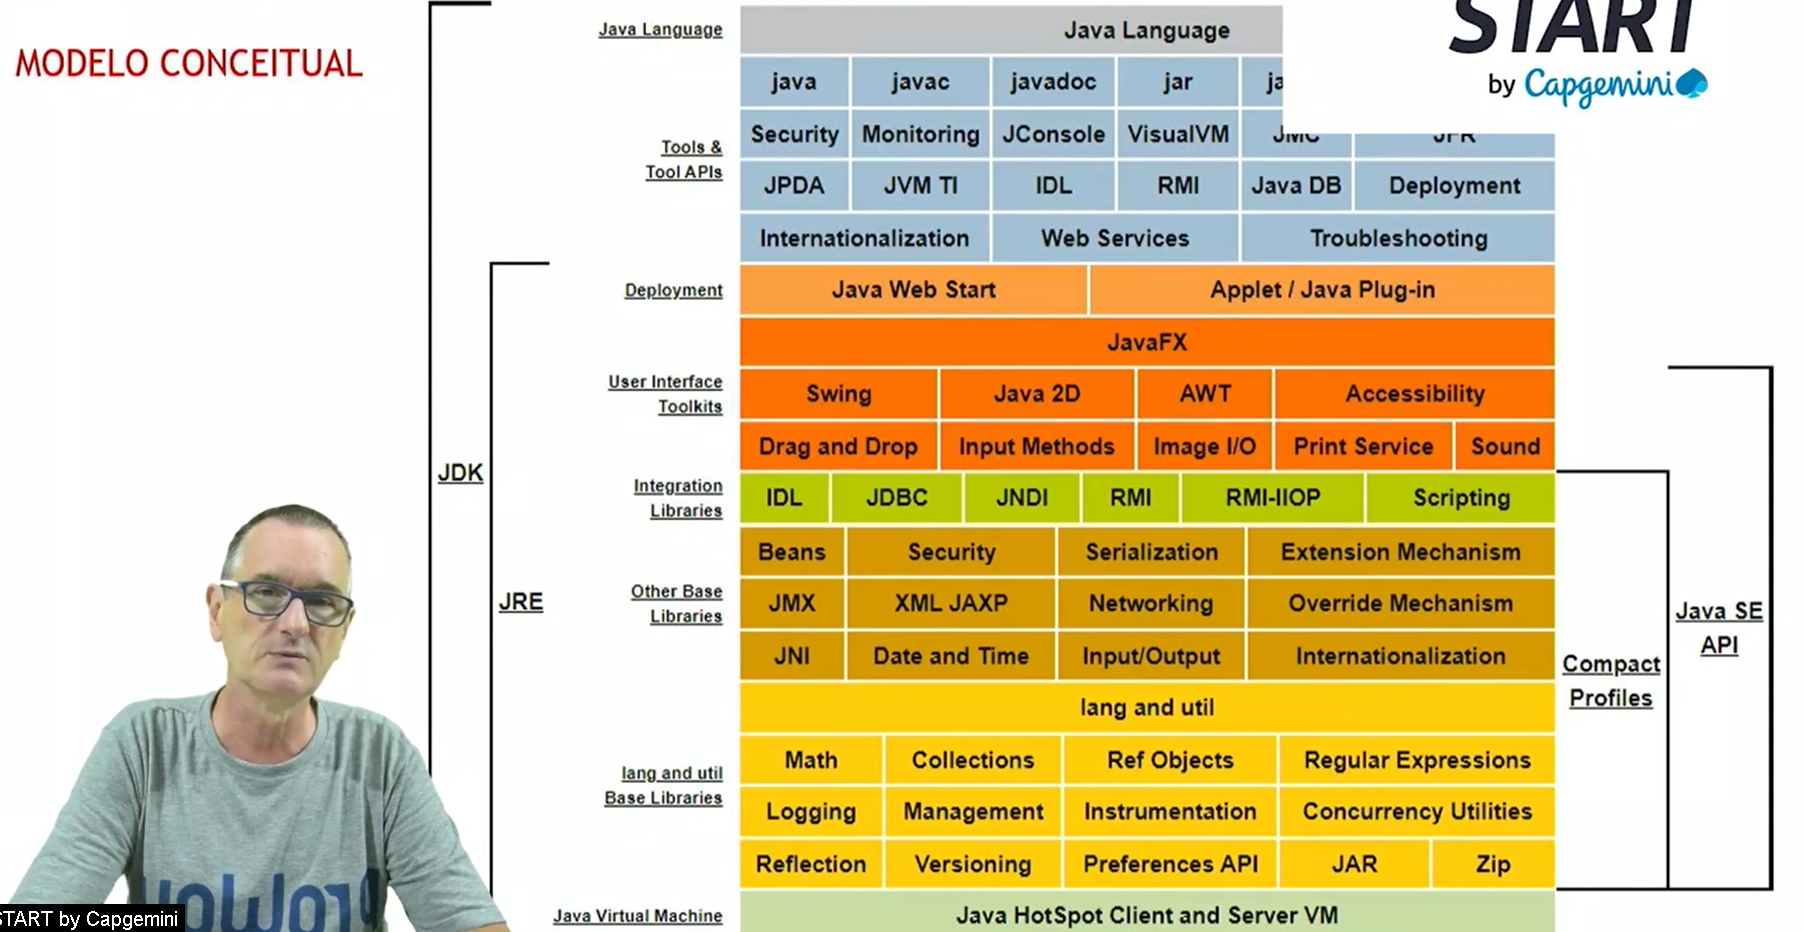 MODELO CONCEITUAL
START
by Capgemini
JDK
JRE
Java Language
Java Language
Tools &
Tool APIs
java javac javadoc jar
Security Monitoring JConsole VisualVM JMC JFR
JPDA JVM TI IDL RMI Java DB Deployment
Internationalization Web Services Troubleshooting
Deployment
Java Web Start Applet / Java Plug-in
JavaFX
User Interface
Toolkits
Swing Java 2D AWT Accessibility
Drag and Drop Input Methods Image I/O Print Service Sound
Integration
Libraries
IDL JDBC JNDI RMI RMI-IIOP Scripting
Other Base
Libraries
Beans Security Serialization Extension Mechanism
JMX XML JAXP Networking Override Mechanism
JNI Date and Time Input/Output Internationalization
lang and util
lang and util
Base Libraries
Math Collections Ref Objects Regular Expressions
Logging Management Instrumentation Concurrency Utilities
Reflection Versioning Preferences API JAR Zip
Java Virtual Machine
Java HotSpot Client and Server VM
Compact
Profiles
Java SE
API
START by Capgemini